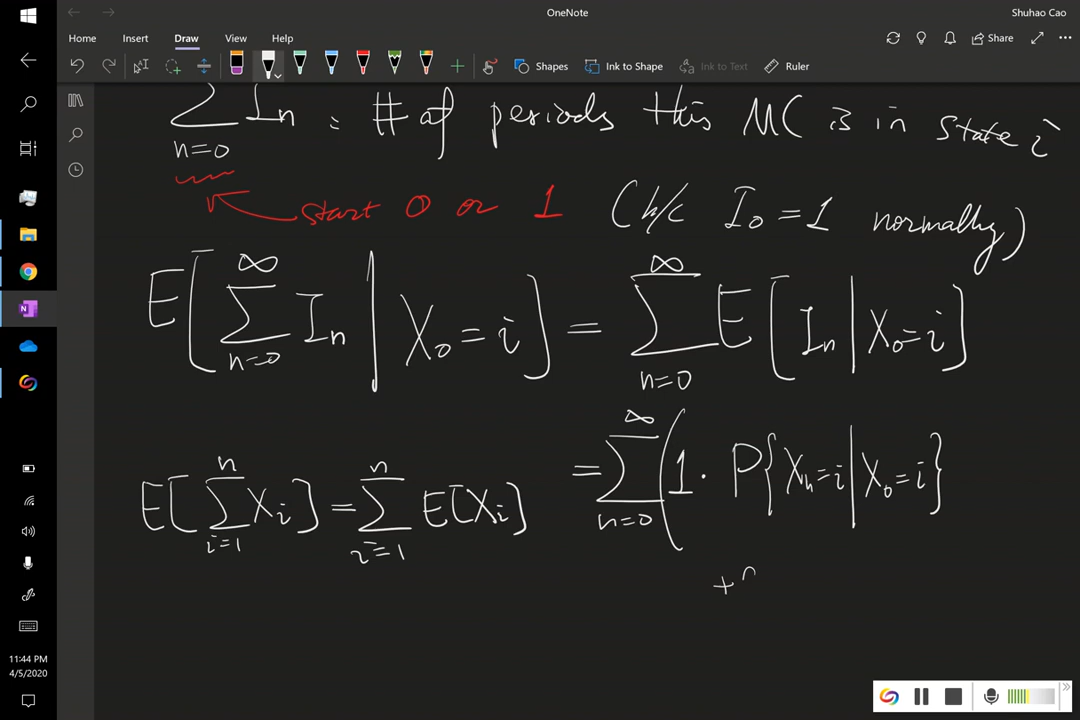 OneNote
Shuhao Cao
Home Insert Draw View Help
Share
Shapes Ink to Shape Ink to Text Ruler
∑ I_n : # of periods this MC is in state i
n=0
start 0 or 1 (b/c I_0 = 1 normally)
E[∑_{n=0}^{∞} I_n | X_0 = i] = ∑_{n=0}^{∞} E[I_n | X_0 = i]
= ∑_{n=0}^{∞} (1 · P{X_n = i | X_0 = i}
E[∑_{i=1}^{n} X_i] = ∑_{i=1}^{n} E[X_i]
+
11:44 PM
4/5/2020